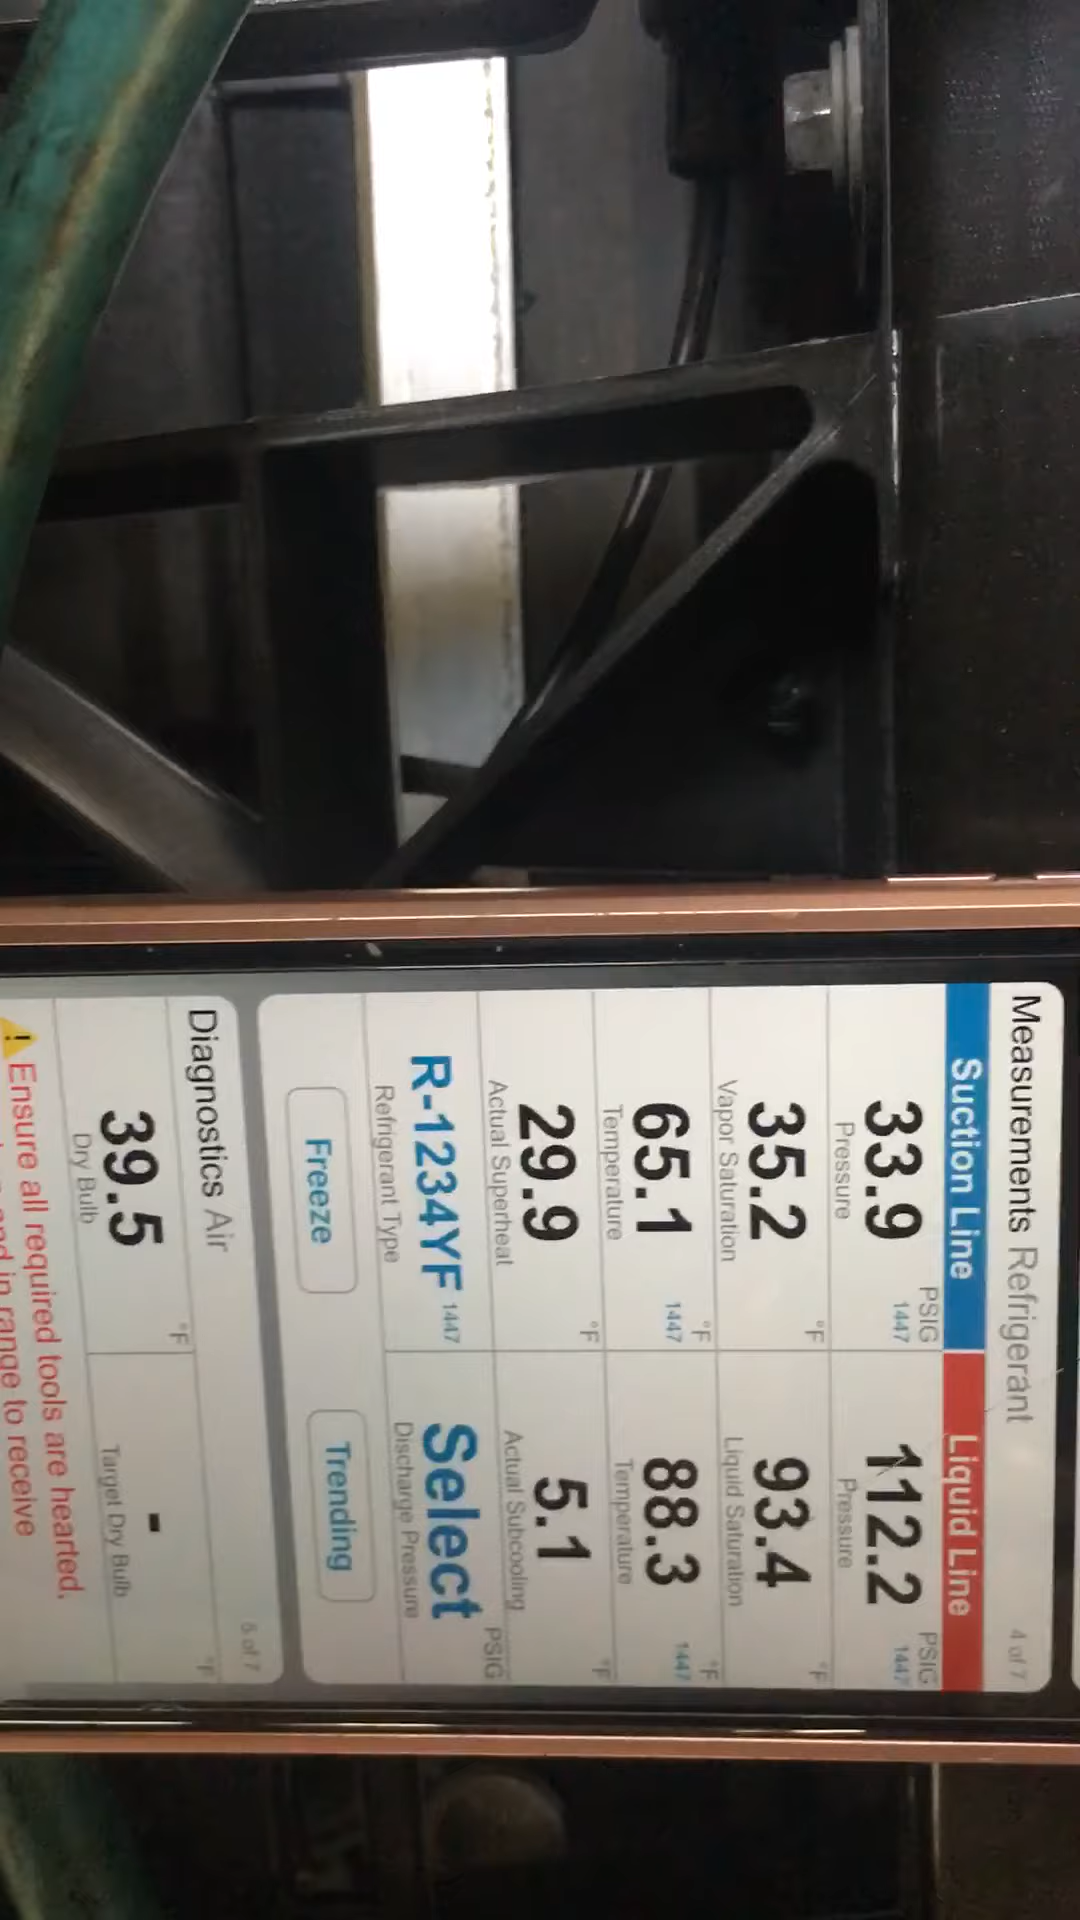 Measurements Refrigerant
4 of 7
Suction Line
Liquid Line
33.9 PSIG
Pressure 1447
112.2 PSIG
Pressure 1447
35.2 °F
Vapor Saturation
93.4 °F
Liquid Saturation
65.1 °F
Temperature 1447
88.3 °F
Temperature 1447
29.9 °F
Actual Superheat
5.1 °F
Actual Subcooling
R-1234YF 1447
Refrigerant Type
Select PSIG
Discharge Pressure
Freeze
Trending
Diagnostics Air
5 of 7
39.5 °F
Dry Bulb
- °F
Target Dry Bulb
Ensure all required tools are hearted,
and in range to receive